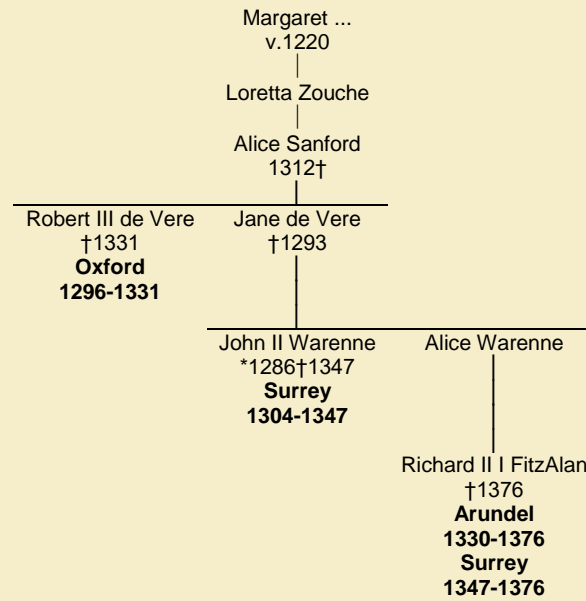 Margaret ...
v.1220
Loretta Zouche
Alice Sanford
1312†
Robert III de Vere
†1331
Oxford
1296-1331
Jane de Vere
†1293
John II Warenne
*1286†1347
Surrey
1304-1347
Alice Warenne
Richard II I FitzAlan
†1376
Arundel
1330-1376
Surrey
1347-1376